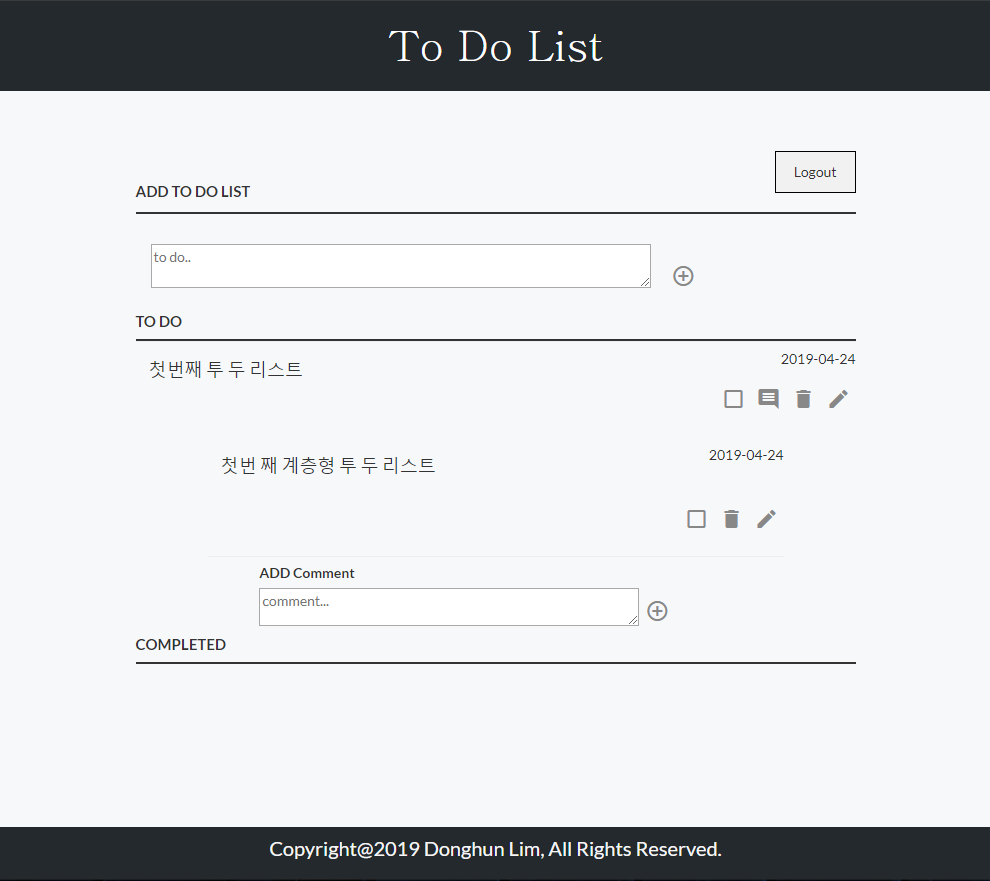 To Do List
Logout
ADD TO DO LIST
to do..
TO DO
첫번째 투 두 리스트
2019-04-24
첫번 째 계층형 투 두 리스트
2019-04-24
ADD Comment
comment...
COMPLETED
Copyright@2019 Donghun Lim, All Rights Reserved.